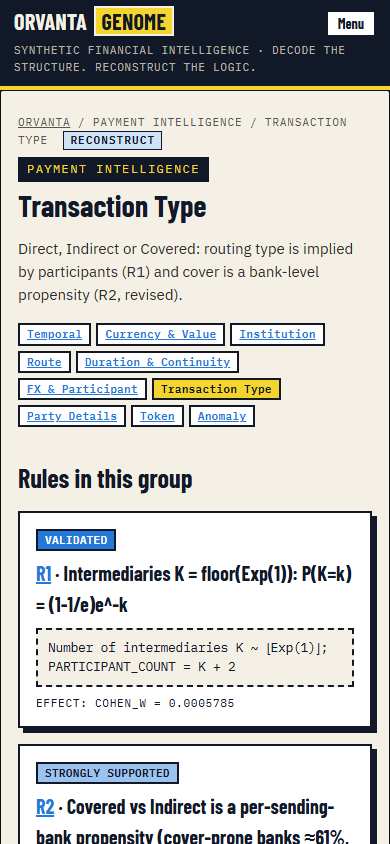 ORVANTA GENOME
Menu
SYNTHETIC FINANCIAL INTELLIGENCE · DECODE THE
STRUCTURE. RECONSTRUCT THE LOGIC.
ORVANTA / PAYMENT INTELLIGENCE / TRANSACTION
TYPE RECONSTRUCT
PAYMENT INTELLIGENCE
Transaction Type
Direct, Indirect or Covered: routing type is implied
by participants (R1) and cover is a bank-level
propensity (R2, revised).
Temporal Currency & Value Institution
Route Duration & Continuity
FX & Participant Transaction Type
Party Details Token Anomaly
Rules in this group
VALIDATED
R1 · Intermediaries K = floor(Exp(1)): P(K=k)
= (1-1/e)e^-k
Number of intermediaries K ~ ⌊Exp(1)⌋;
PARTICIPANT_COUNT = K + 2
EFFECT: COHEN_W = 0.0005785
STRONGLY SUPPORTED
R2 · Covered vs Indirect is a per-sending-
bank propensity (cover-prone banks ≈61%,